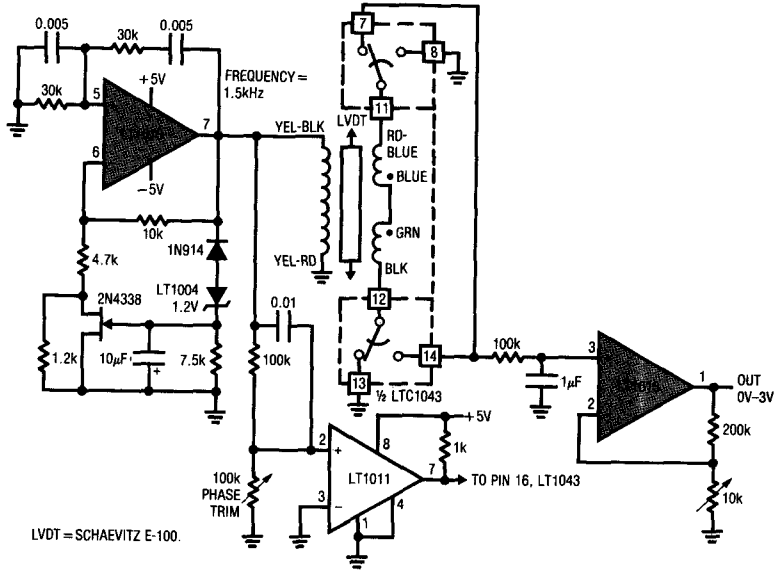 0.005
30k
0.005
7
8
30k
5
+5V
FREQUENCY =
1.5kHz
7
YEL-BLK
LVDT
11
RD-
BLUE
BLUE
6
−5V
10k
1N914
GRN
4.7k
YEL-RD
BLK
LT1004
1.2V
2N4338
0.01
12
1.2k
10µF
+
7.5k
100k
14
100k
3
+
1µF
1
OUT
0V–3V
13
½ LTC1043
2
200k
+5V
8
1k
100k
PHASE
TRIM
2
+
LT1011
7
TO PIN 16, LT1043
10k
3
−
1
4
LVDT = SCHAEVITZ E-100.